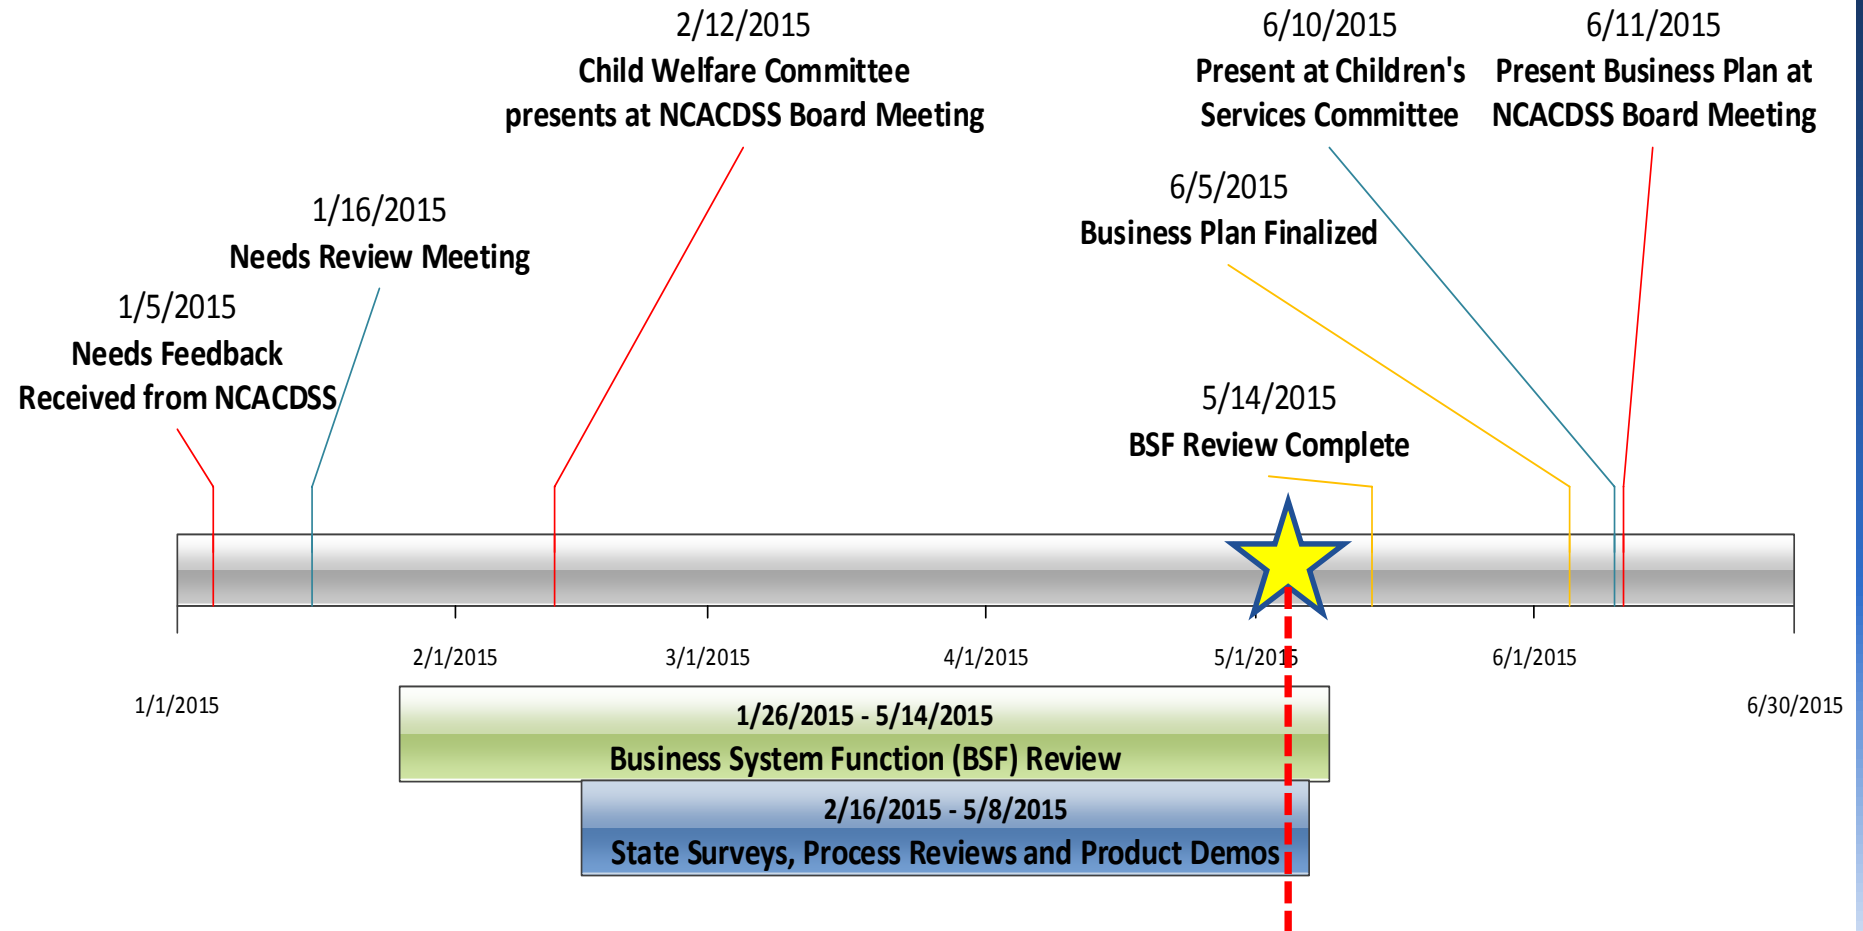 2/12/2015
Child Welfare Committee
presents at NCACDSS Board Meeting
6/10/2015
Present at Children's
Services Committee
6/11/2015
Present Business Plan at
NCACDSS Board Meeting
1/16/2015
Needs Review Meeting
6/5/2015
Business Plan Finalized
1/5/2015
Needs Feedback
Received from NCACDSS
5/14/2015
BSF Review Complete
2/1/2015
3/1/2015
4/1/2015
5/1/2015
6/1/2015
1/1/2015
6/30/2015
1/26/2015 - 5/14/2015
Business System Function (BSF) Review
2/16/2015 - 5/8/2015
State Surveys, Process Reviews and Product Demos